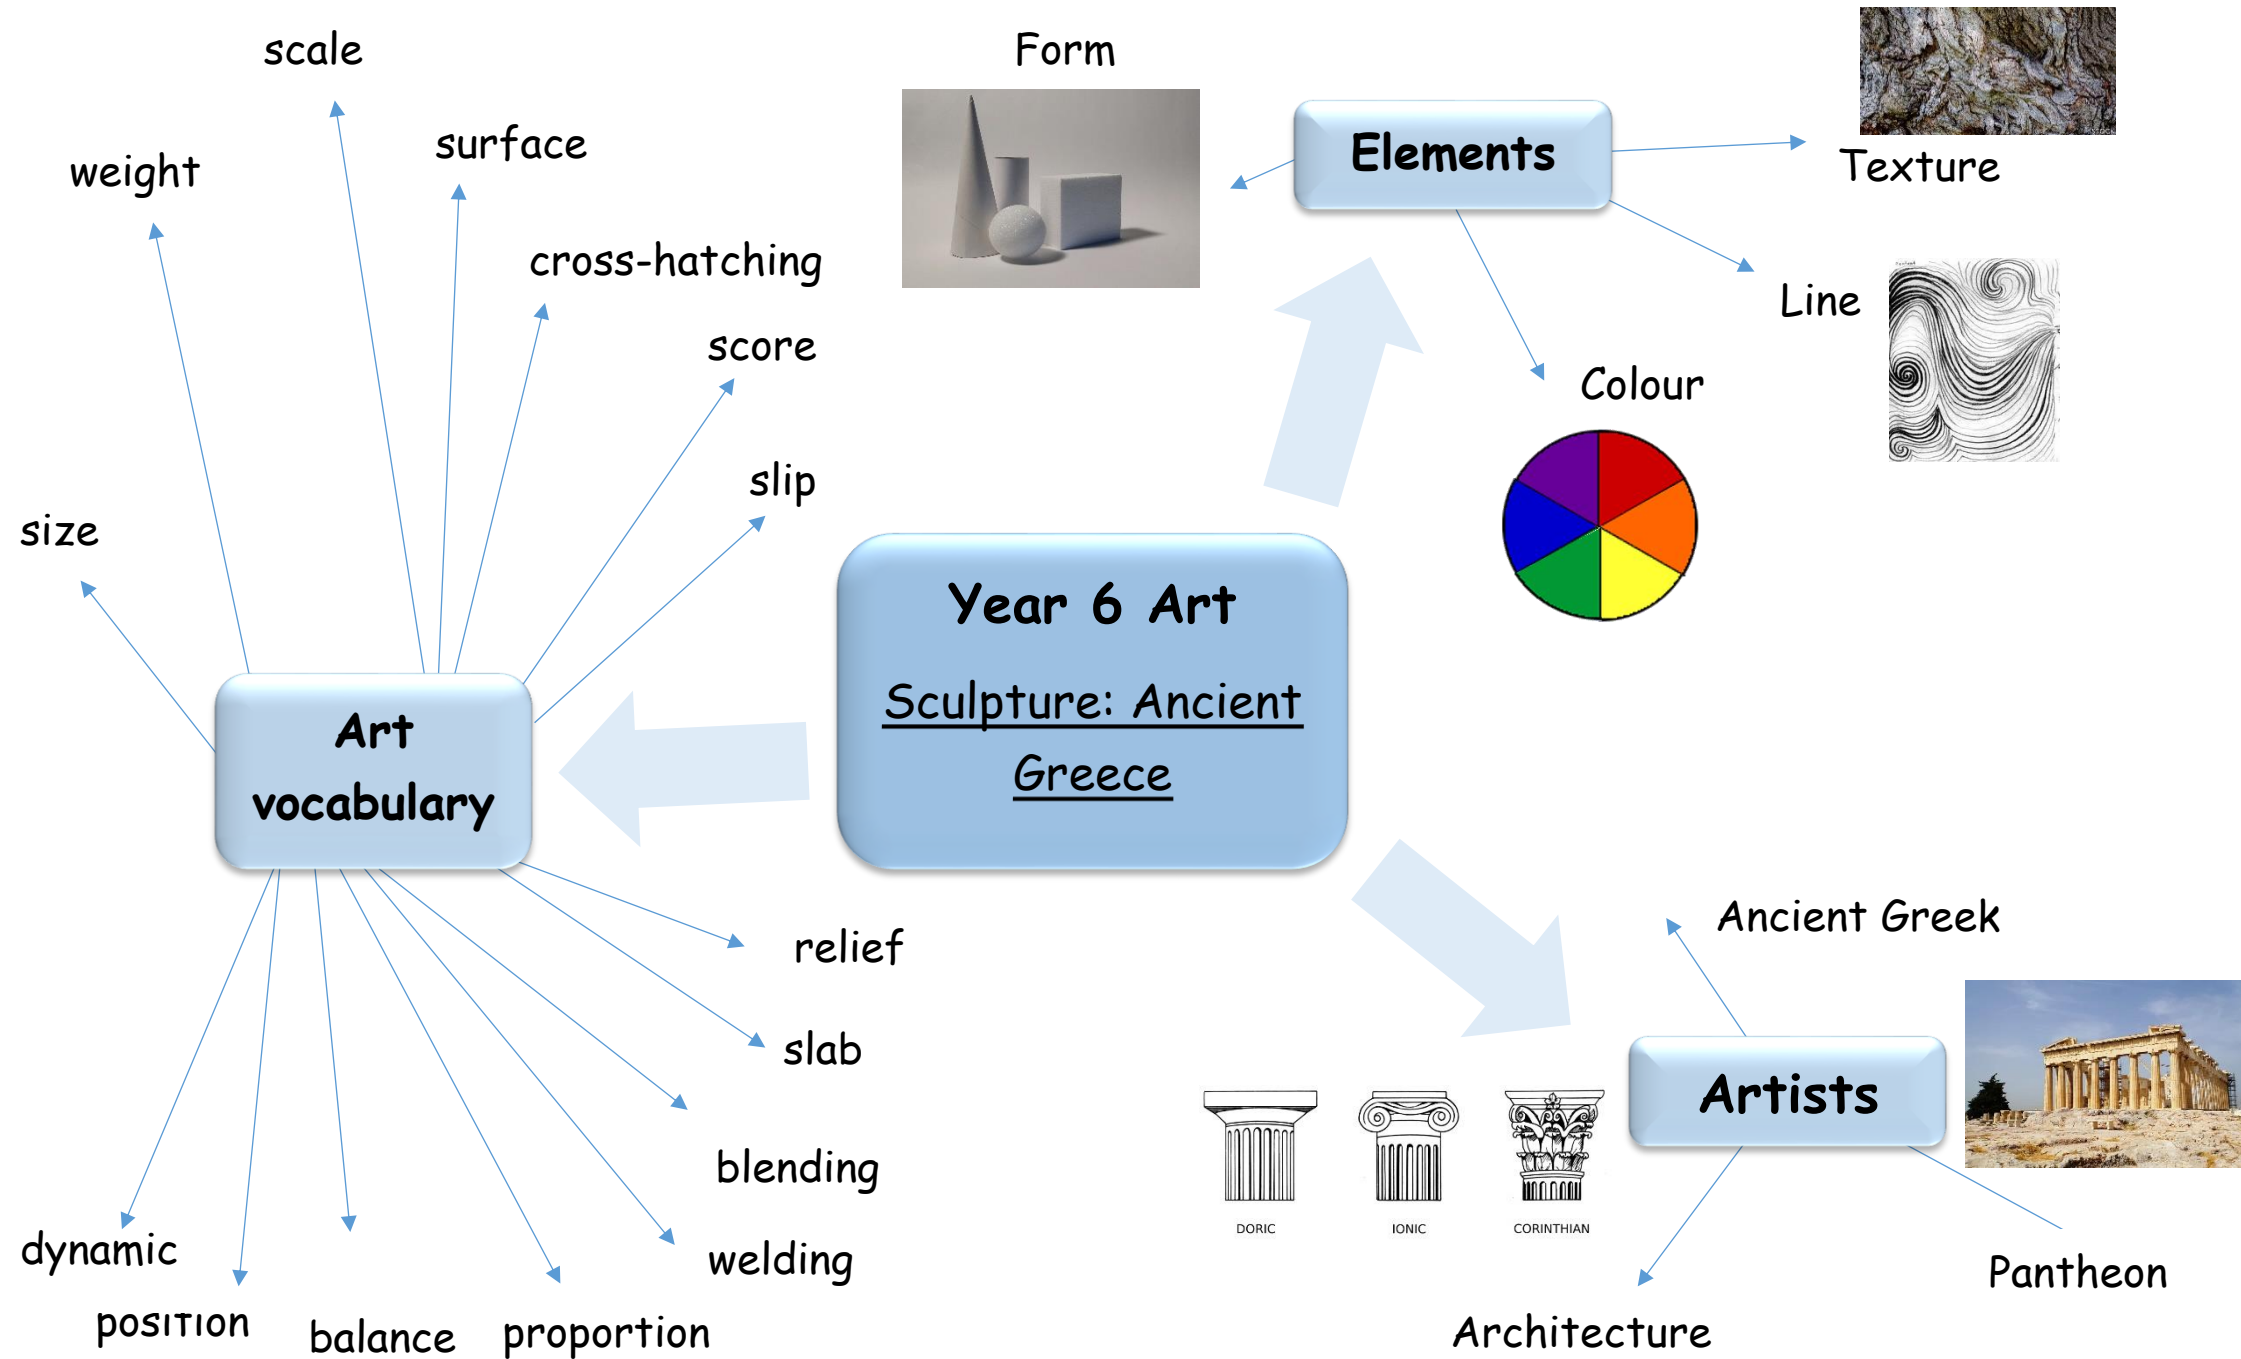 scale
weight
surface
cross-hatching
score
slip
size
Form
Elements
Texture
Line
Colour
Year 6 Art
Sculpture: Ancient
Greece
Art
vocabulary
relief
slab
blending
welding
dynamic
position
balance
proportion
Ancient Greek
Artists
DORIC
IONIC
CORINTHIAN
Pantheon
Architecture